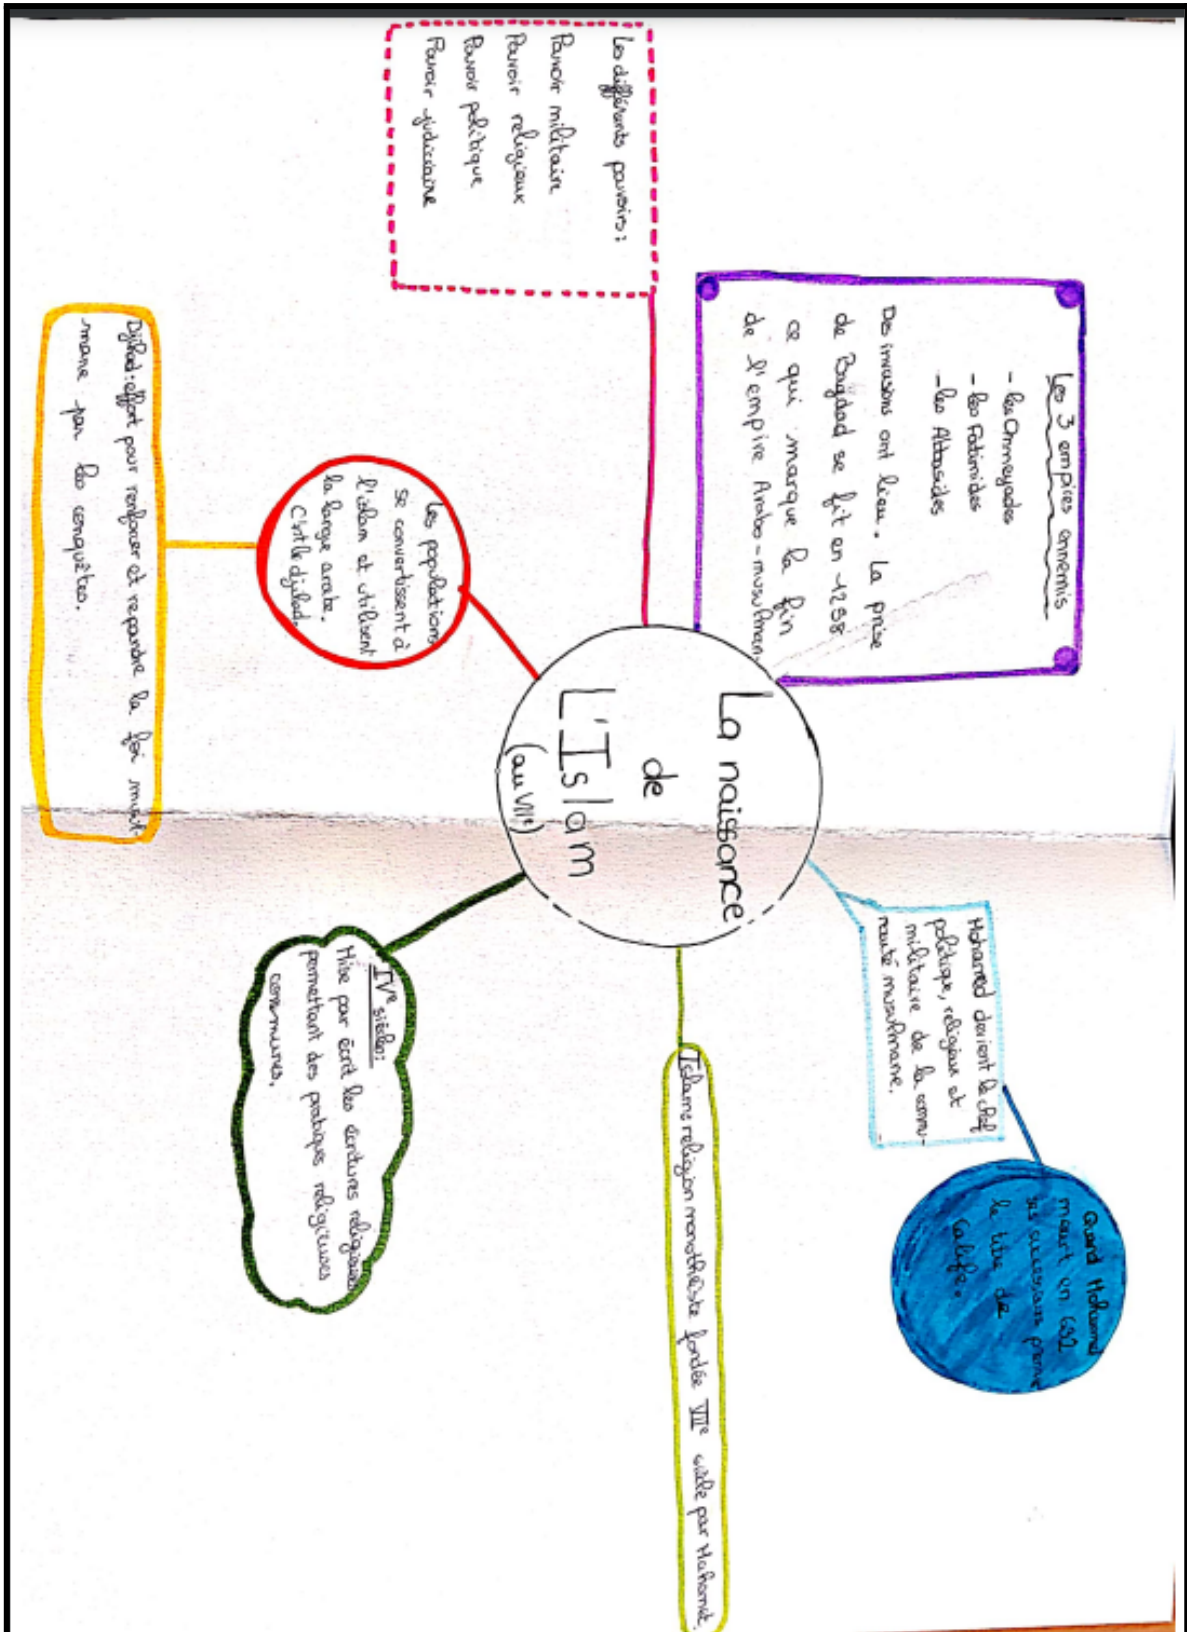 La naissance
de
L'Islam
(au VIIe)
Les différents pouvoirs :
Pouvoir militaire
Pouvoir religieux
Pouvoir politique
Pouvoir judiciaire
Les 3 empires ennemis
- les Omeyades
- les Fatimides
- les Abbasides
Des invasions ont lieu. La prise
de Bagdad se fit en 1258
ce qui marque la fin
de l'empire Arabo-musulman.
Mohamed devient le chef
politique, religieux et
militaire de la commu-
nauté musulmane.
Quand Mohammed
meurt en 632
ses successeurs prennent
le titre de
Calife.
Islam : religion monothéiste fondée VIIe siècle par Mahomet.
IVe siècle :
Mise par écrit les écritures religieuses
permettant des pratiques religieuses
communes.
Les populations
se convertissent à
l'islam et utilisent
la langue arabe.
C'est le djihad.
Djihad : effort pour renforcer et repandre la foi musul-
mane par les conquêtes.